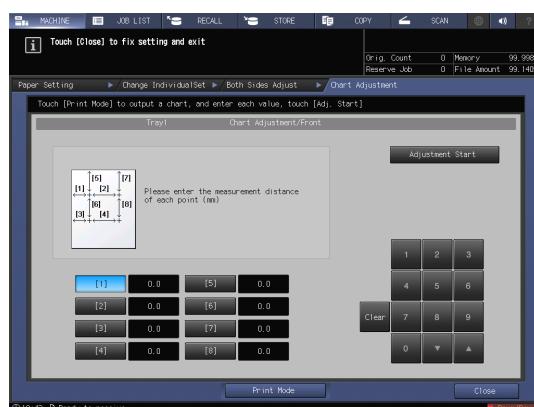 MACHINE JOB LIST RECALL STORE COPY SCAN ?
Touch [Close] to fix setting and exit
Orig. Count 0 Memory 99.998
Reserve Job 0 File Amount 99.140
Paper Setting Change IndividualSet Both Sides Adjust Chart Adjustment
Touch [Print Mode] to output a chart, and enter each value, touch [Adj. Start]
Tray1 Chart Adjustment/Front
Adjustment Start
[5] [7]
[1] [2]
[6] [8]
[3] [4]
Please enter the measurement distance
of each point (mm)
[1] 0.0 [5] 0.0
[2] 0.0 [6] 0.0
[3] 0.0 [7] 0.0
[4] 0.0 [8] 0.0
1 2 3
4 5 6
Clear 7 8 9
0 ▼ ▲
Print Mode Close